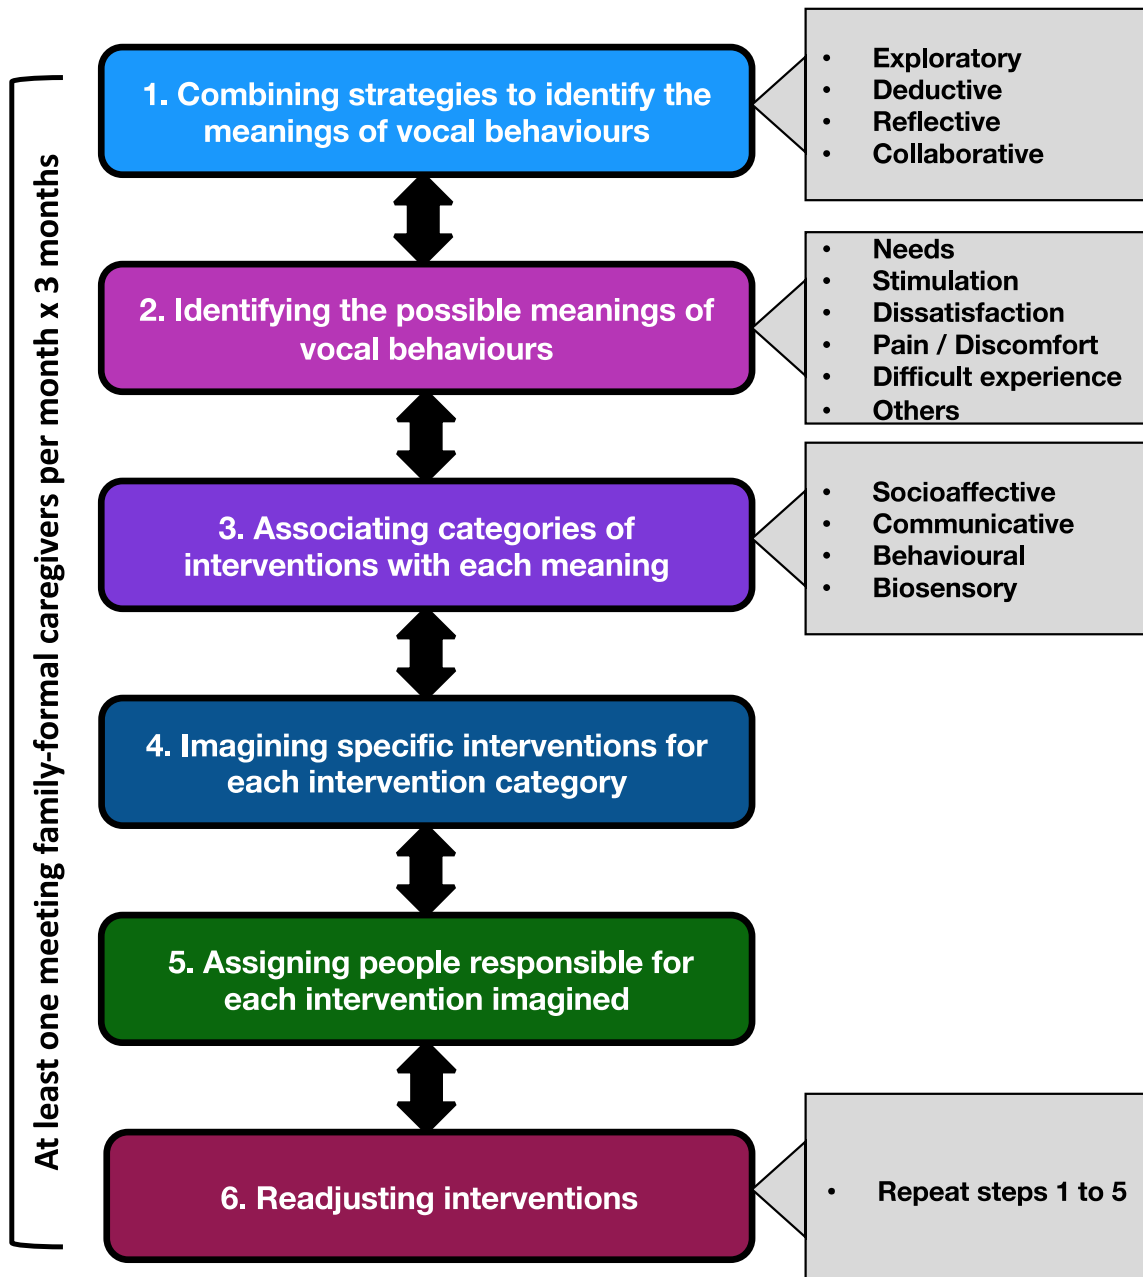 At least one meeting family-formal caregivers per month x 3 months
1. Combining strategies to identify the
meanings of vocal behaviours
• Exploratory
• Deductive
• Reflective
• Collaborative
2. Identifying the possible meanings of
vocal behaviours
• Needs
• Stimulation
• Dissatisfaction
• Pain / Discomfort
• Difficult experience
• Others
3. Associating categories of
interventions with each meaning
• Socioaffective
• Communicative
• Behavioural
• Biosensory
4. Imagining specific interventions for
each intervention category
5. Assigning people responsible for
each intervention imagined
6. Readjusting interventions
• Repeat steps 1 to 5